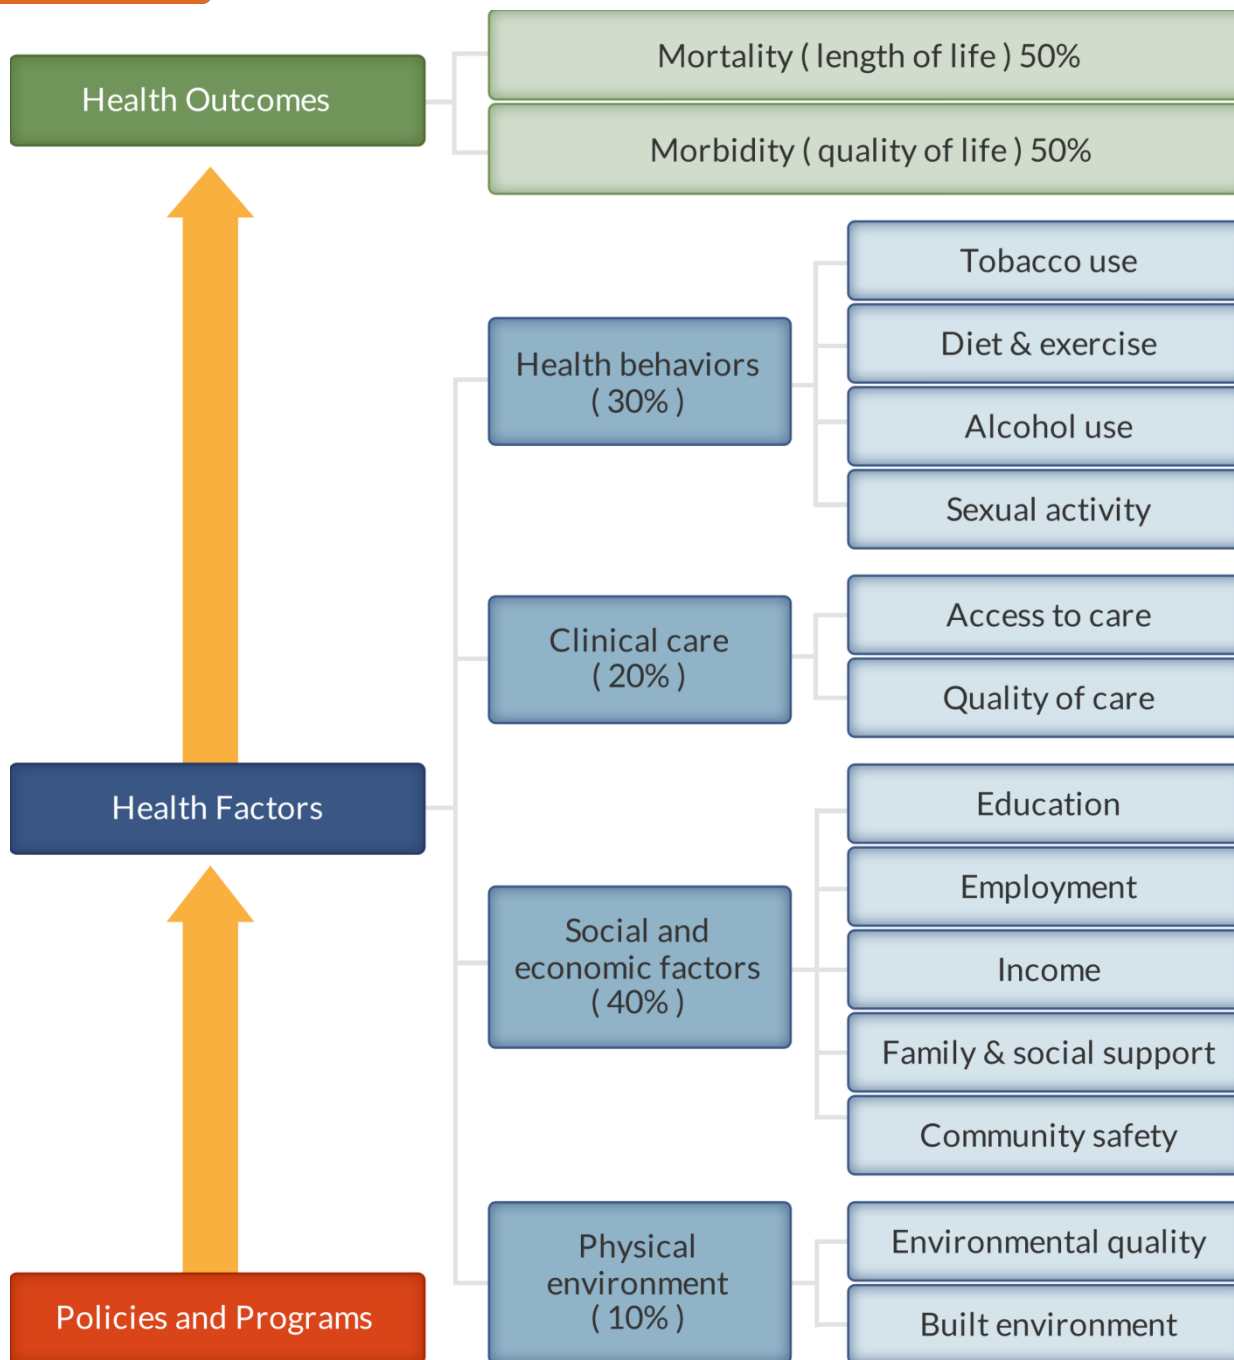 Health Outcomes
Mortality ( length of life ) 50%
Morbidity ( quality of life ) 50%
Tobacco use
Health behaviors
( 30% )
Diet & exercise
Alcohol use
Sexual activity
Clinical care
( 20% )
Access to care
Quality of care
Health Factors
Social and
economic factors
( 40% )
Education
Employment
Income
Family & social support
Community safety
Policies and Programs
Physical
environment
( 10% )
Environmental quality
Built environment